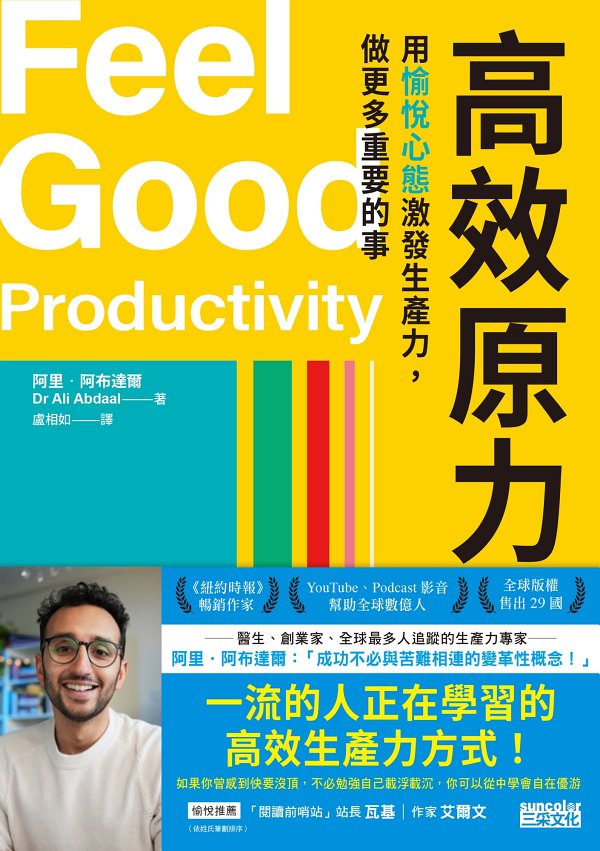 Feel
Good
Productivity
高效原力
用愉悅心態激發生產力，
做更多重要的事
阿里．阿布達爾
Dr Ali Abdaal——著
盧相如——譯
《紐約時報》
暢銷作家
YouTube、Podcast 影音
幫助全球數億人
全球版權
售出 29 國
——醫生、創業家、全球最多人追蹤的生產力專家——
阿里．阿布達爾：「成功不必與苦難相連的變革性概念！」
一流的人正在學習的
高效生產力方式！
如果你曾感到快要沒頂，不必勉強自己載浮載沉，你可以從中學會自在優游
愉悅推薦 「閱讀前哨站」站長 瓦基｜作家 艾爾文
（依姓氏筆劃排序）
suncolor
三采文化